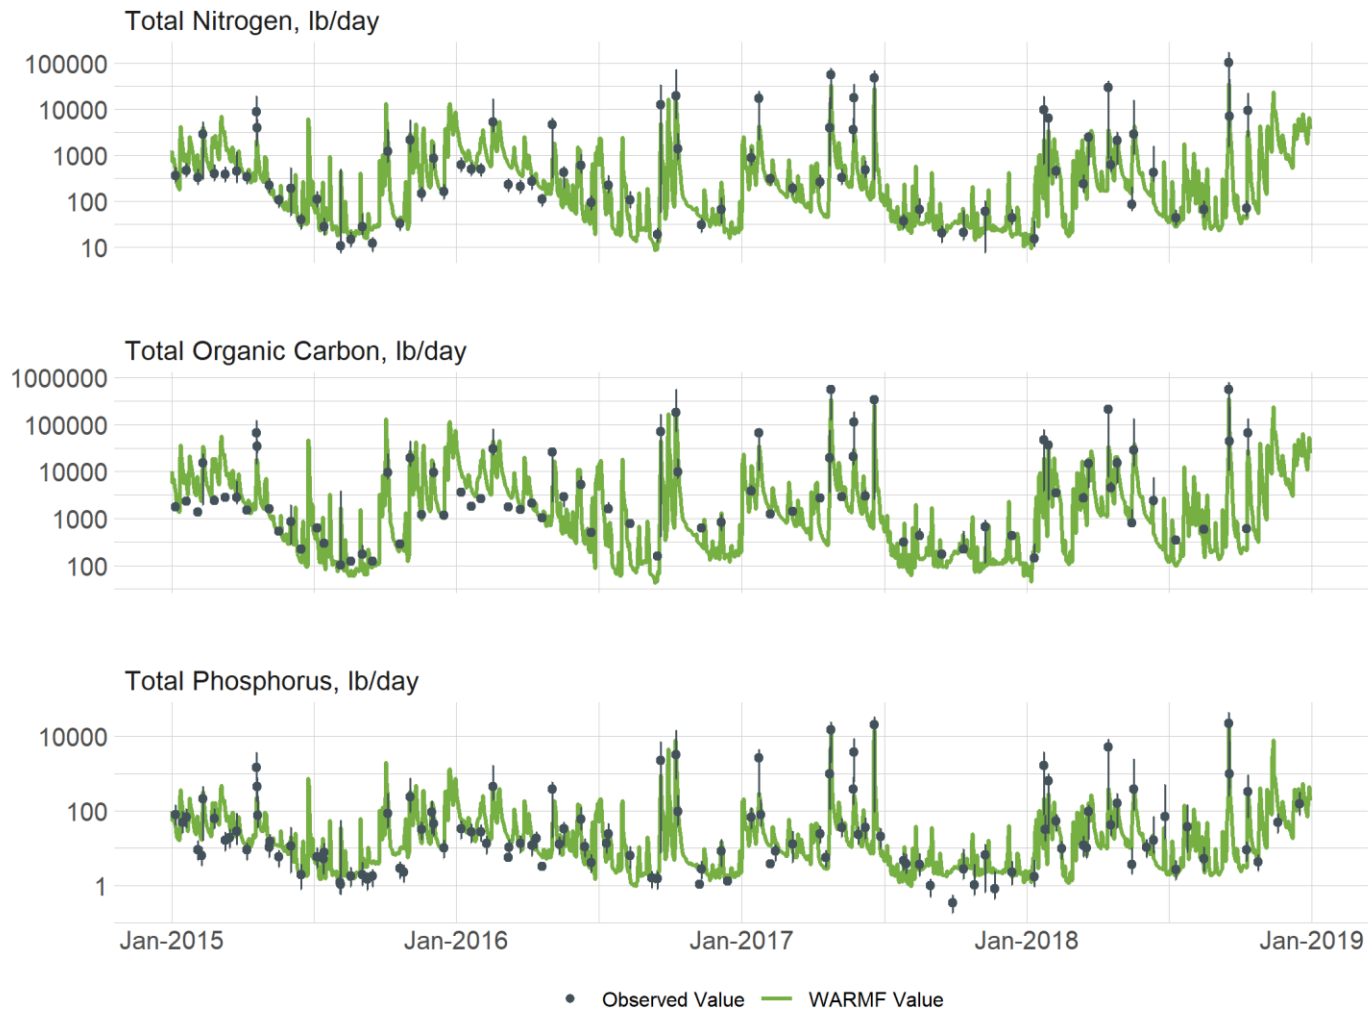 Total Nitrogen, lb/day
100000
10000
1000
100
10
Total Organic Carbon, lb/day
1000000
100000
10000
1000
100
Total Phosphorus, lb/day
10000
100
1
Jan-2015 Jan-2016 Jan-2017 Jan-2018 Jan-2019
Observed Value WARMF Value